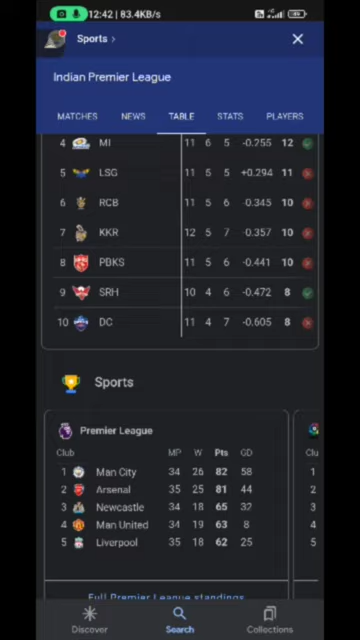 12:42 | 83.4KB/s
Sports >
Indian Premier League
MATCHES NEWS TABLE STATS PLAYERS
4 MI 11 6 5 -0.255 12
5 LSG 11 5 5 +0.294 11
6 RCB 11 5 6 -0.345 10
7 KKR 12 5 7 -0.357 10
8 PBKS 11 5 6 -0.441 10
9 SRH 10 4 6 -0.472 8
10 DC 11 4 7 -0.605 8
Sports
Premier League
Club MP W Pts GD Clu
1 Man City 34 26 82 58 1
2 Arsenal 35 25 81 44 2
3 Newcastle 34 18 65 32 3
4 Man United 34 19 63 8 4
5 Liverpool 35 18 62 25 5
Full Premier League standings
Discover Search Collections